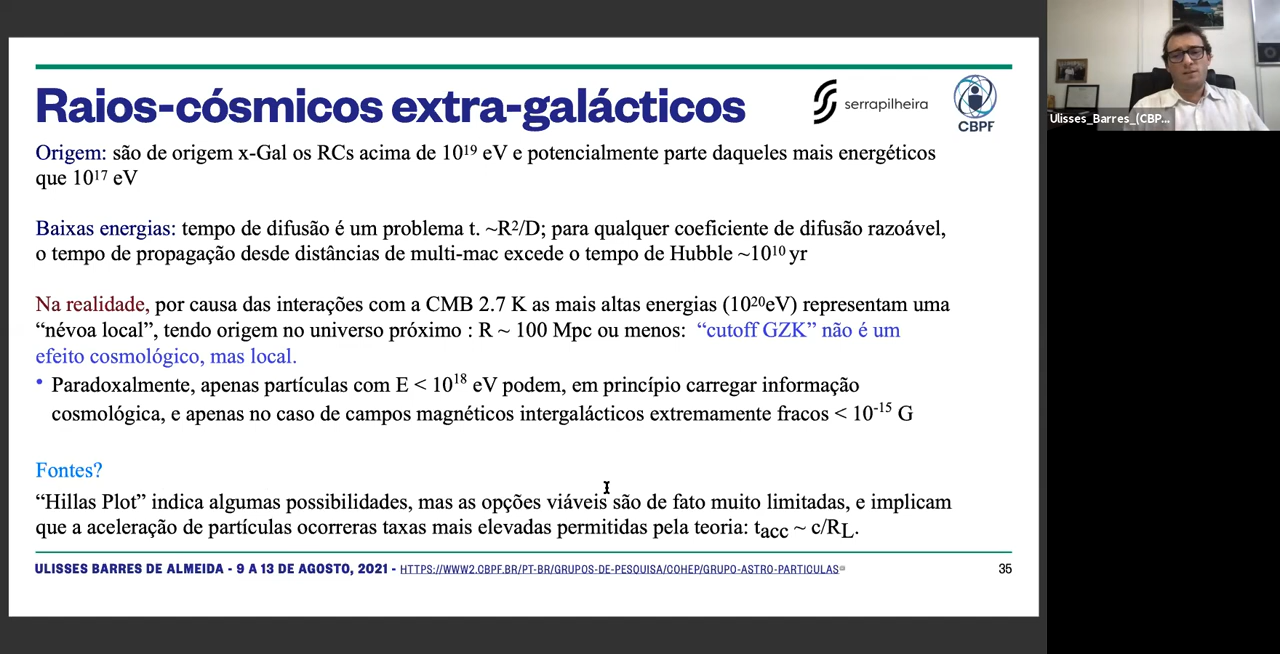 Raios-cósmicos extra-galácticos
serrapilheira
CBPF
Origem: são de origem x-Gal os RCs acima de 10¹⁹ eV e potencialmente parte daqueles mais energéticos
que 10¹⁷ eV
Baixas energias: tempo de difusão é um problema t. ~R²/D; para qualquer coeficiente de difusão razoável,
o tempo de propagação desde distâncias de multi-mac excede o tempo de Hubble ~10¹⁰ yr
Na realidade, por causa das interações com a CMB 2.7 K as mais altas energias (10²⁰eV) representam uma
“névoa local”, tendo origem no universo próximo : R ~ 100 Mpc ou menos: “cutoff GZK” não é um
efeito cosmológico, mas local.
• Paradoxalmente, apenas partículas com E < 10¹⁸ eV podem, em princípio carregar informação
cosmológica, e apenas no caso de campos magnéticos intergalácticos extremamente fracos < 10⁻¹⁵ G
Fontes?
“Hillas Plot” indica algumas possibilidades, mas as opções viáveis são de fato muito limitadas, e implicam
que a aceleração de partículas ocorreras taxas mais elevadas permitidas pela teoria: tacc ~ c/RL.
ULISSES BARRES DE ALMEIDA - 9 A 13 DE AGOSTO, 2021 - HTTPS://WWW2.CBPF.BR/PT-BR/GRUPOS-DE-PESQUISA/COHEP/GRUPO-ASTRO-PARTICULAS
35
Ulisses_Barres_(CBP...